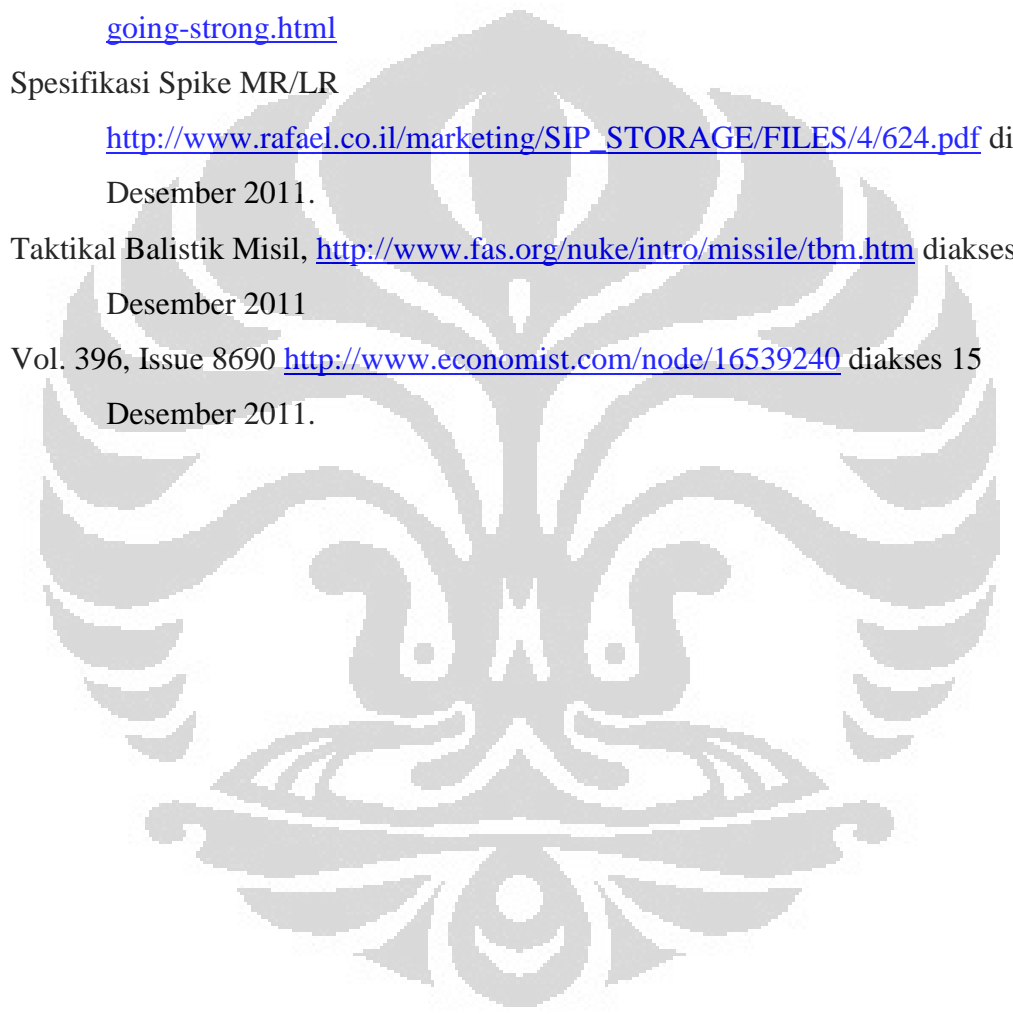 going-strong.html
Spesifikasi Spike MR/LR
http://www.rafael.co.il/marketing/SIP_STORAGE/FILES/4/624.pdf di
Desember 2011.
Taktikal Balistik Misil, http://www.fas.org/nuke/intro/missile/tbm.htm diakses
Desember 2011
Vol. 396, Issue 8690 http://www.economist.com/node/16539240 diakses 15
Desember 2011.